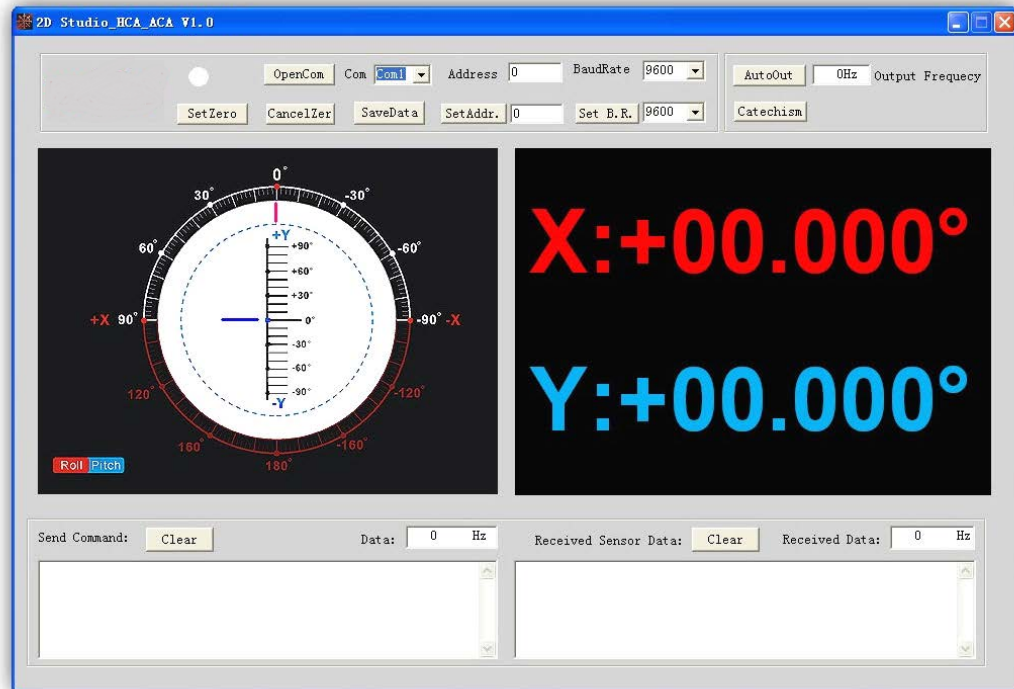 2D Studio_HCA_ACA V1.0
OpenCom Com Com1 Address 0 BaudRate 9600
SetZero CancelZer SaveData SetAddr. 0 Set B.R. 9600
AutoOut 0Hz Output Frequecy
Catechism
0°
30° -30°
60° -60°
+X 90° -90° -X
120° -120°
160° -160°
180°
+Y
+90°
+60°
+30°
0°
-30°
-60°
-90°
-Y
Roll Pitch
X:+00.000°
Y:+00.000°
Send Command: Clear Data: 0 Hz
Received Sensor Data: Clear Received Data: 0 Hz